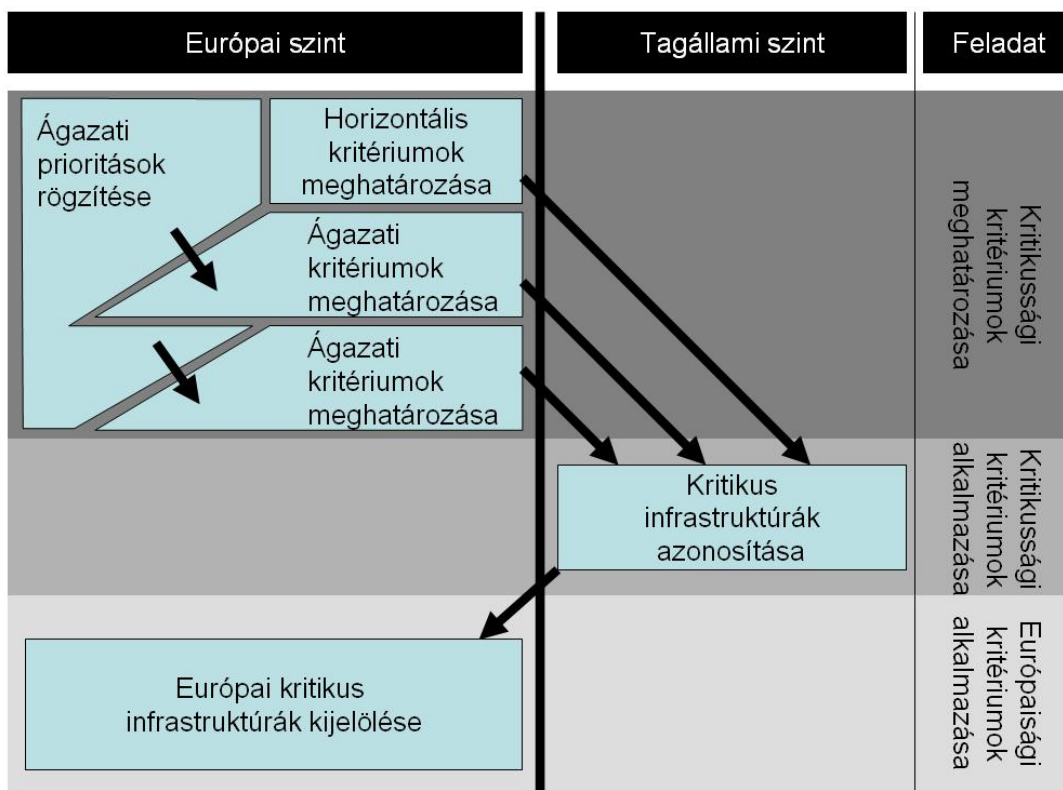 Európai szint
Tagállami szint
Feladat
Ágazati
prioritások
rögzítése
Horizontális
kritériumok
meghatározása
Ágazati
kritériumok
meghatározása
Ágazati
kritériumok
meghatározása
Kritikussági
kritériumok
meghatározása
Kritikus
infrastruktúrák
azonosítása
Kritikussági
kritériumok
alkalmazása
Európai kritikus
infrastruktúrák kijelölése
Európaisági
kritériumok
alkalmazása